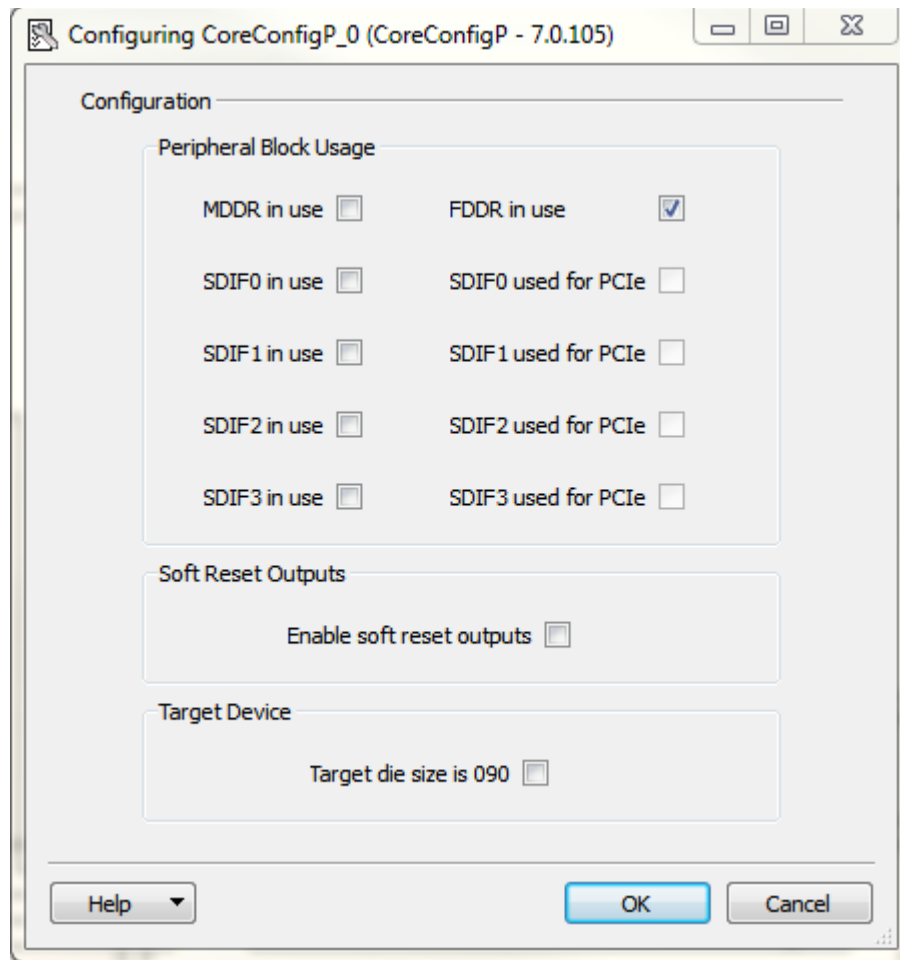 Configuring CoreConfigP_0 (CoreConfigP - 7.0.105)
Configuration
Peripheral Block Usage
MDDR in use FDDR in use
SDIF0 in use SDIF0 used for PCIe
SDIF1 in use SDIF1 used for PCIe
SDIF2 in use SDIF2 used for PCIe
SDIF3 in use SDIF3 used for PCIe
Soft Reset Outputs
Enable soft reset outputs
Target Device
Target die size is 090
Help OK Cancel